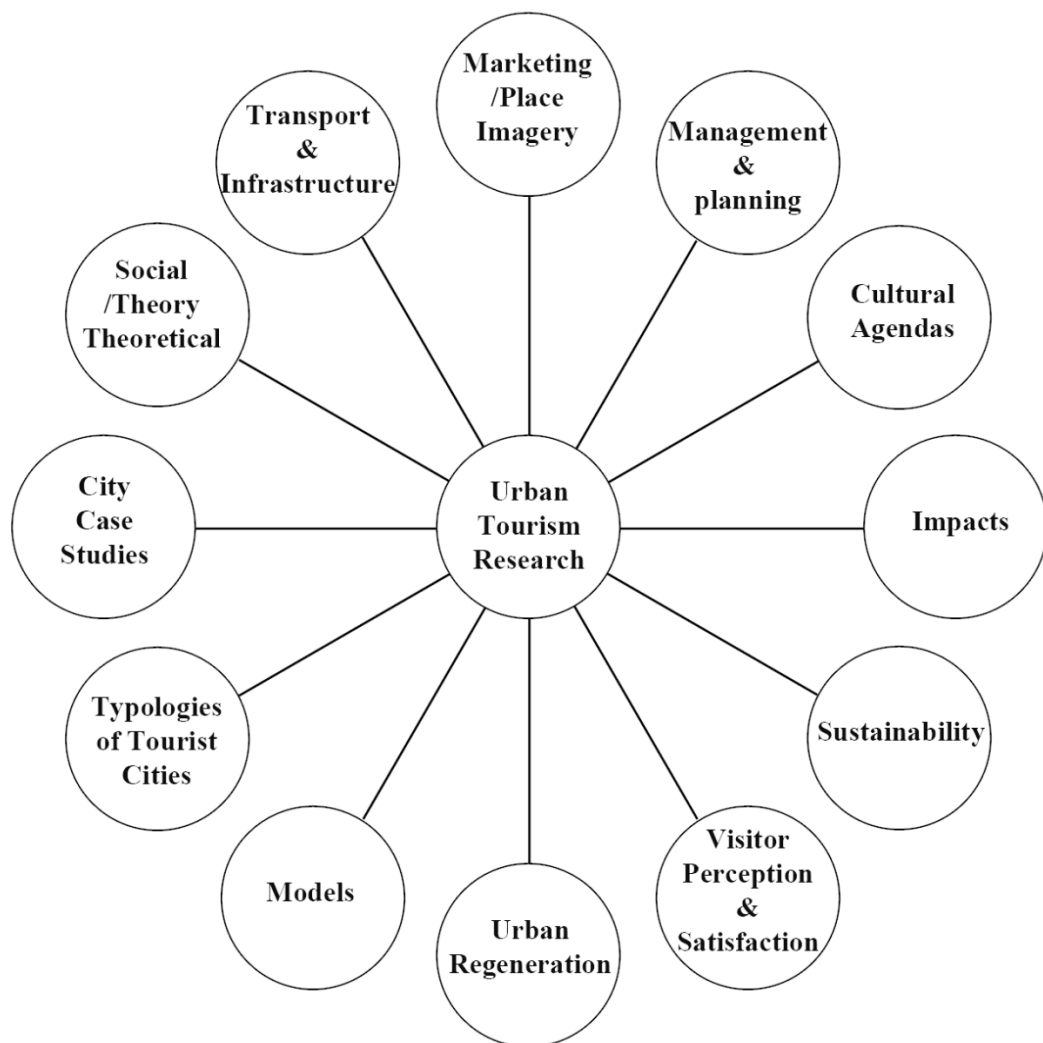 Marketing
/Place
Imagery
Transport
&
Infrastructure
Management
&
planning
Social
/Theory
Theoretical
Cultural
Agendas
City
Case
Studies
Urban
Tourism
Research
Impacts
Typologies
of Tourist
Cities
Sustainability
Models
Urban
Regeneration
Visitor
Perception
&
Satisfaction